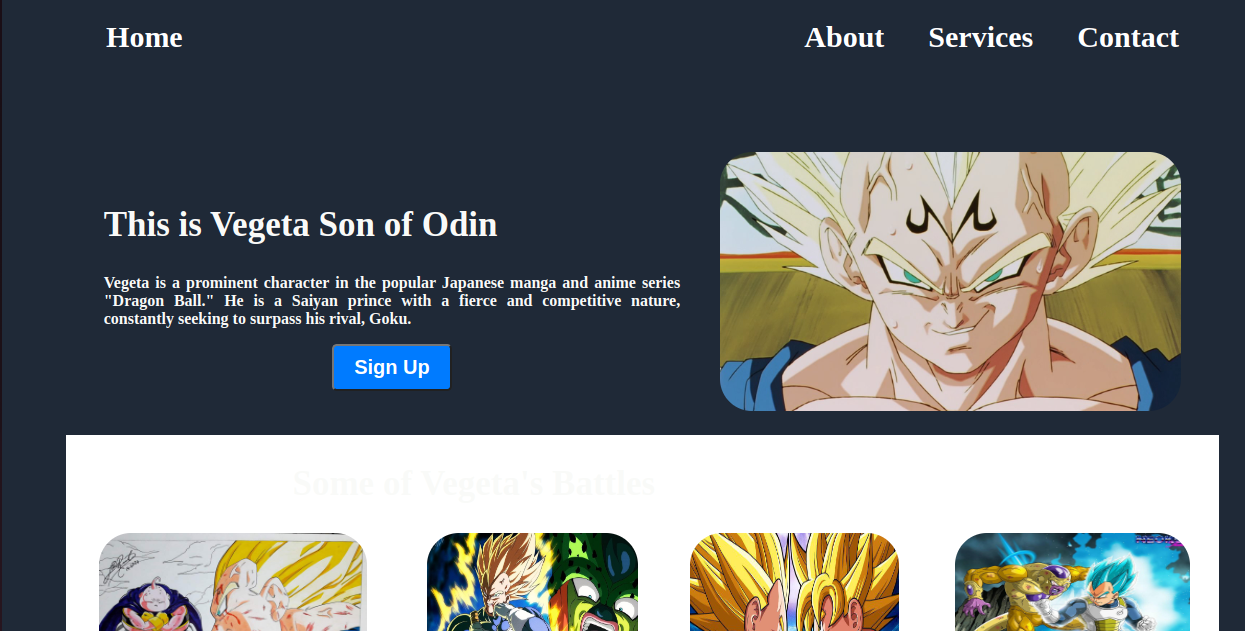 Home About Services Contact
This is Vegeta Son of Odin
Vegeta is a prominent character in the popular Japanese manga and anime series
"Dragon Ball." He is a Saiyan prince with a fierce and competitive nature,
constantly seeking to surpass his rival, Goku.
Sign Up
Some of Vegeta's Battles